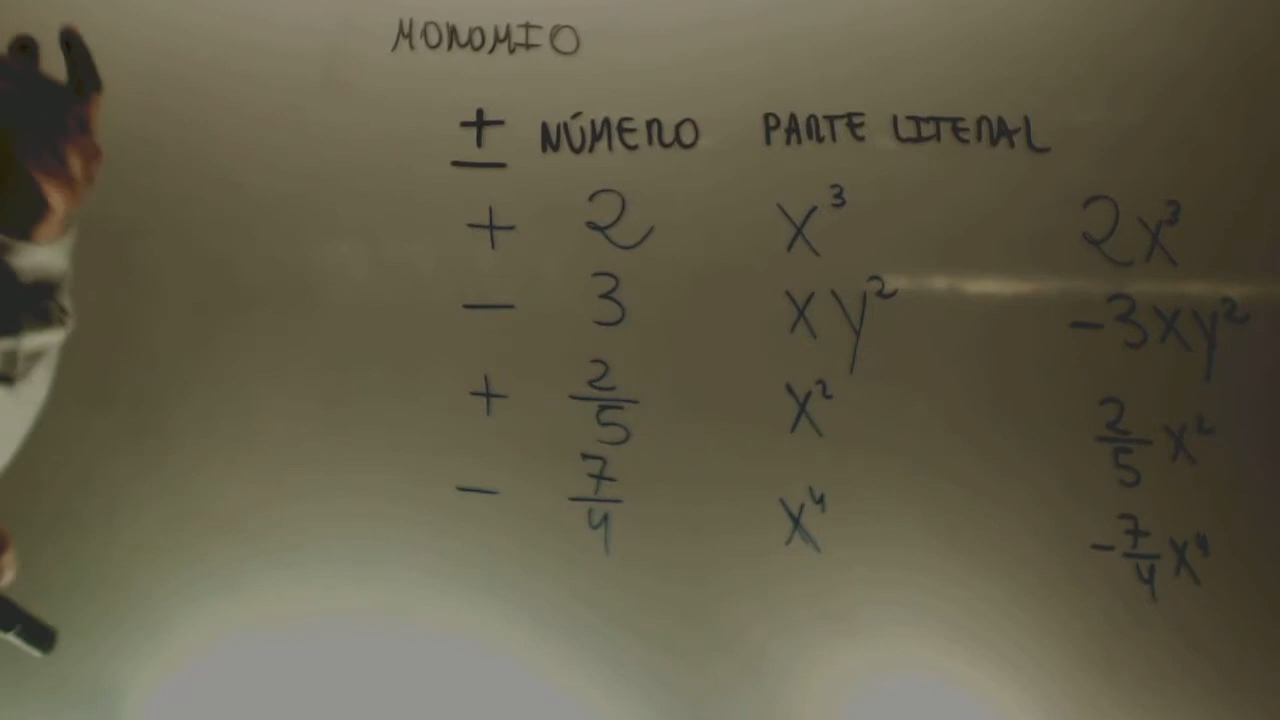 MONOMIO
± NÚMERO PARTE LITERAL
+ 2 x³ 2x³
− 3 xy² -3xy²
+ 2/5 x² 2/5 x²
− 7/4 x⁴ -7/4 x⁴